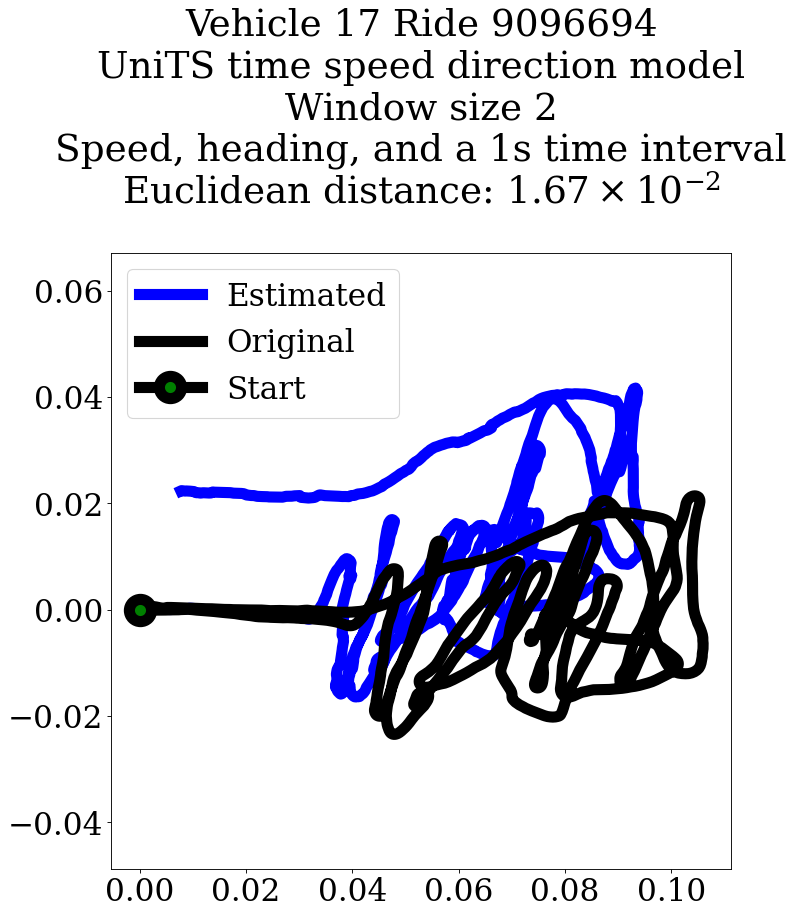 Vehicle 17 Ride 9096694
UniTS time speed direction model
Window size 2
Speed, heading, and a 1s time interval
Euclidean distance: 1.67 × 10⁻²
Estimated
Original
Start
0.06
0.04
0.02
0.00
−0.02
−0.04
0.00 0.02 0.04 0.06 0.08 0.10